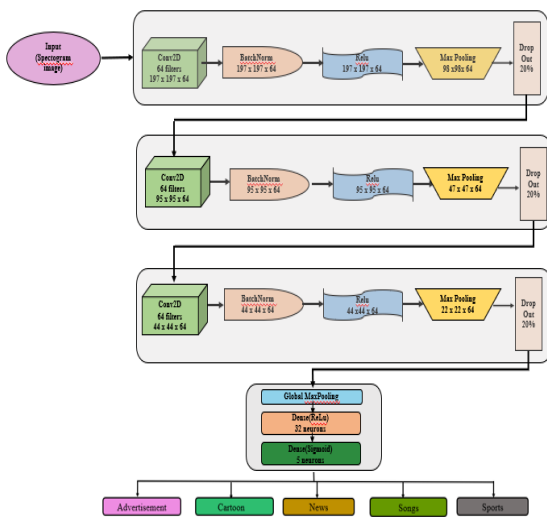 Input
(Spectogram
image)
Conv2D
64 filters
197 x 197 x 64
BatchNorm
197 x 197 x 64
Relu
197 x 197 x 64
Max Pooling
98 x98x 64
Drop
Out
20%
Conv2D
64 filters
95 x 95 x 64
BatchNorm
95 x 95 x 64
Relu
95 x 95 x 64
Max Pooling
47 x 47 x 64
Drop
Out
20%
Conv2D
64 filters
44 x 44 x 64
BatchNorm
44 x 44 x 64
Relu
44 x44 x 64
Max Pooling
22 x 22 x 64
Drop
Out
20%
Global MaxPooling
Dense(ReLu)
32 neurons
Dense(Sigmoid)
5 neurons
Advertisement
Cartoon
News
Songs
Sports